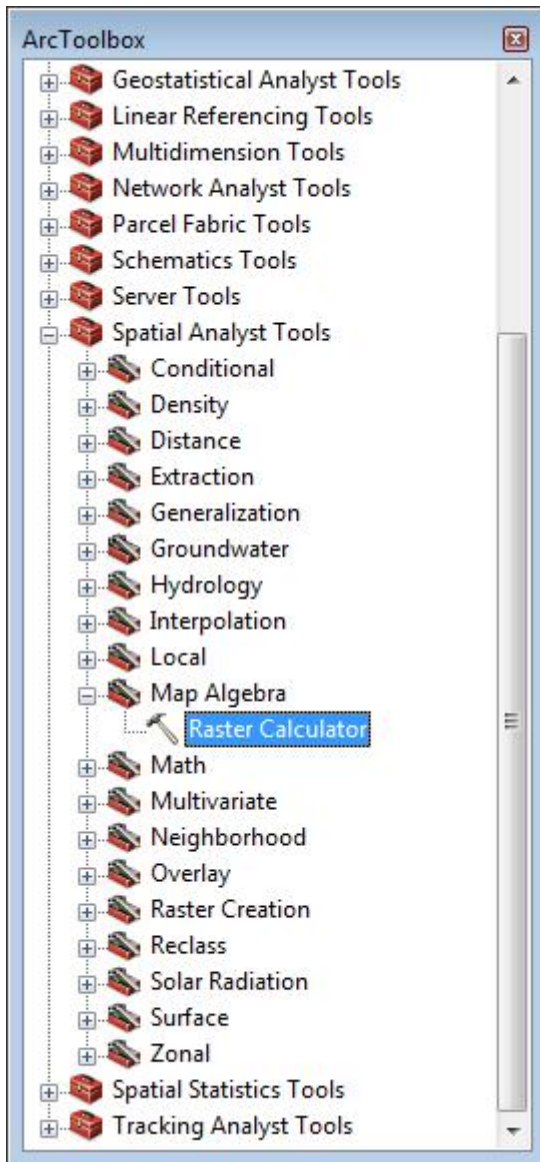 ArcToolbox
Geostatistical Analyst Tools
Linear Referencing Tools
Multidimension Tools
Network Analyst Tools
Parcel Fabric Tools
Schematics Tools
Server Tools
Spatial Analyst Tools
Conditional
Density
Distance
Extraction
Generalization
Groundwater
Hydrology
Interpolation
Local
Map Algebra
Raster Calculator
Math
Multivariate
Neighborhood
Overlay
Raster Creation
Reclass
Solar Radiation
Surface
Zonal
Spatial Statistics Tools
Tracking Analyst Tools